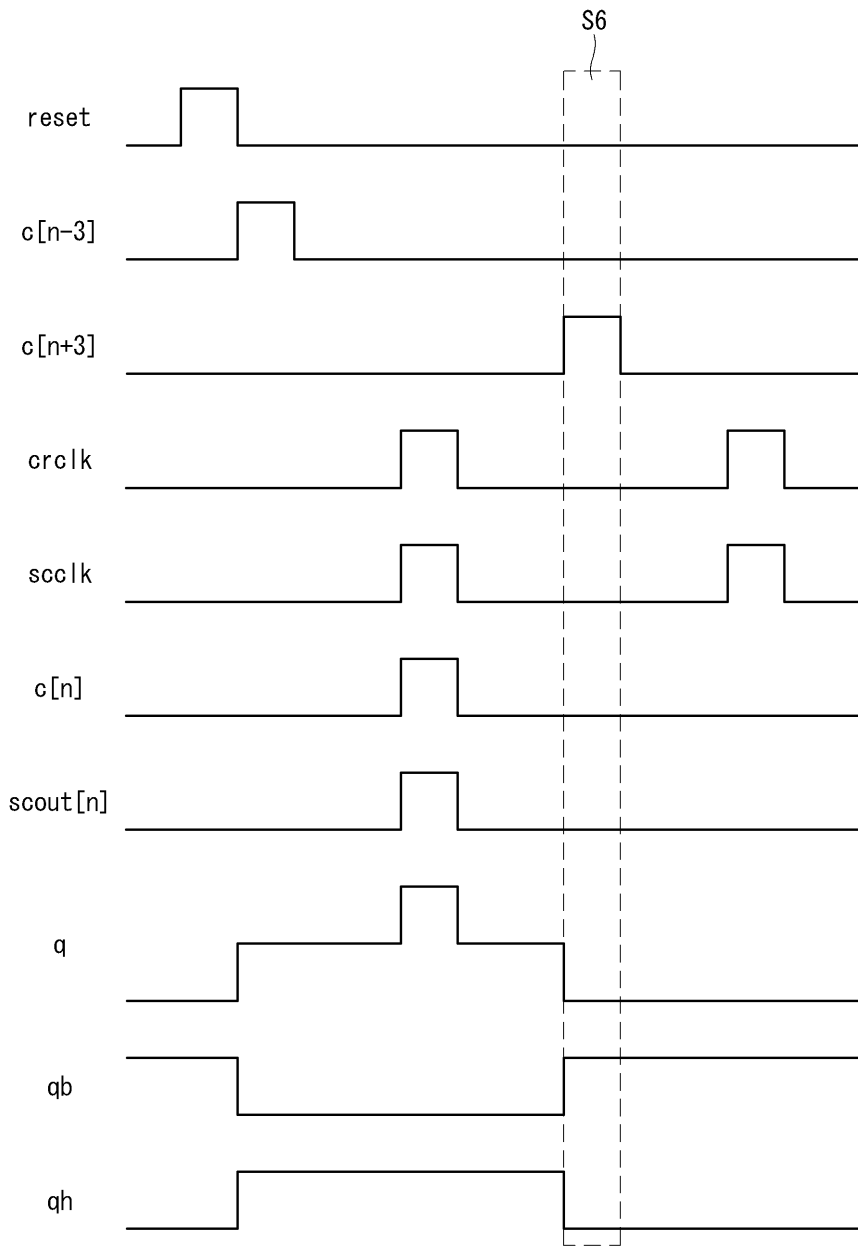 S6
reset
c[n-3]
c[n+3]
crclk
scclk
c[n]
scout[n]
q
qb
qh